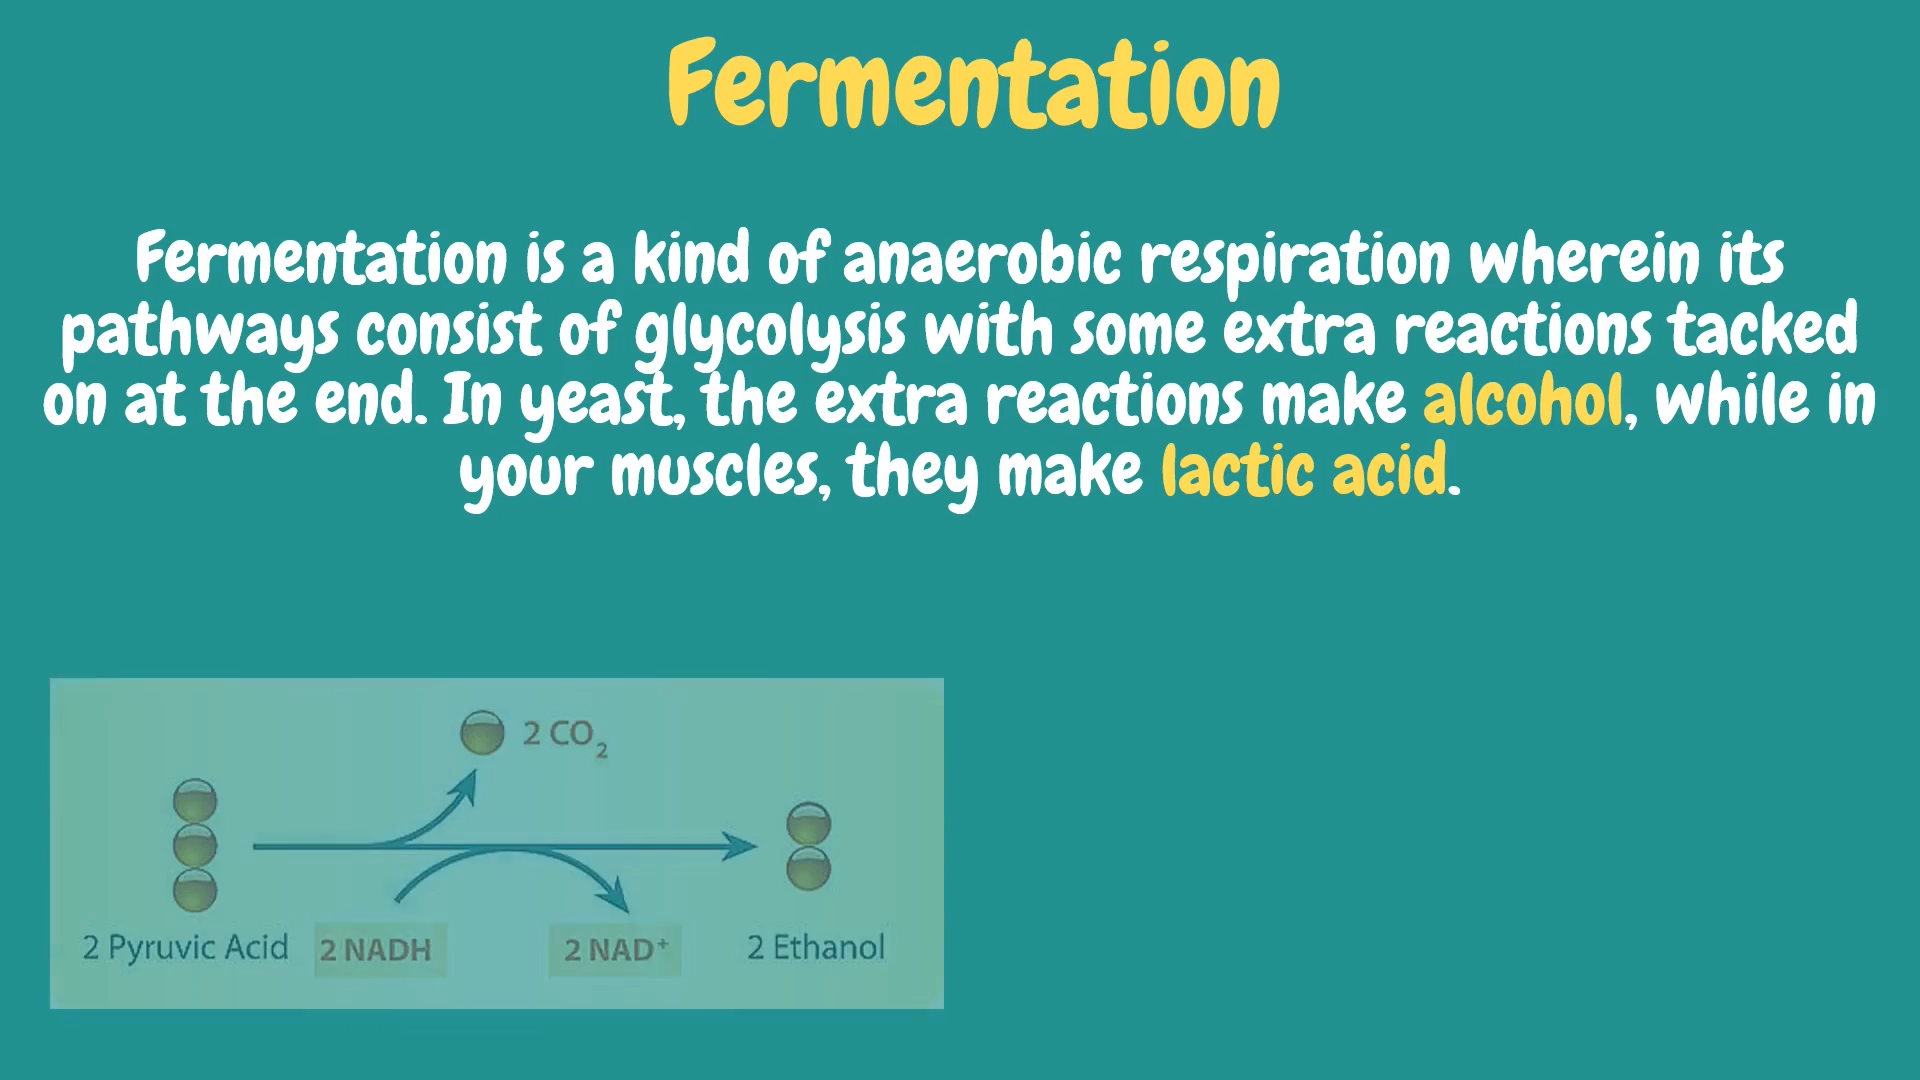 Fermentation
Fermentation is a kind of anaerobic respiration wherein its
pathways consist of glycolysis with some extra reactions tacked
on at the end. In yeast, the extra reactions make alcohol, while in
your muscles, they make lactic acid.
2 CO₂
2 Pyruvic Acid
2 NADH
2 NAD⁺
2 Ethanol